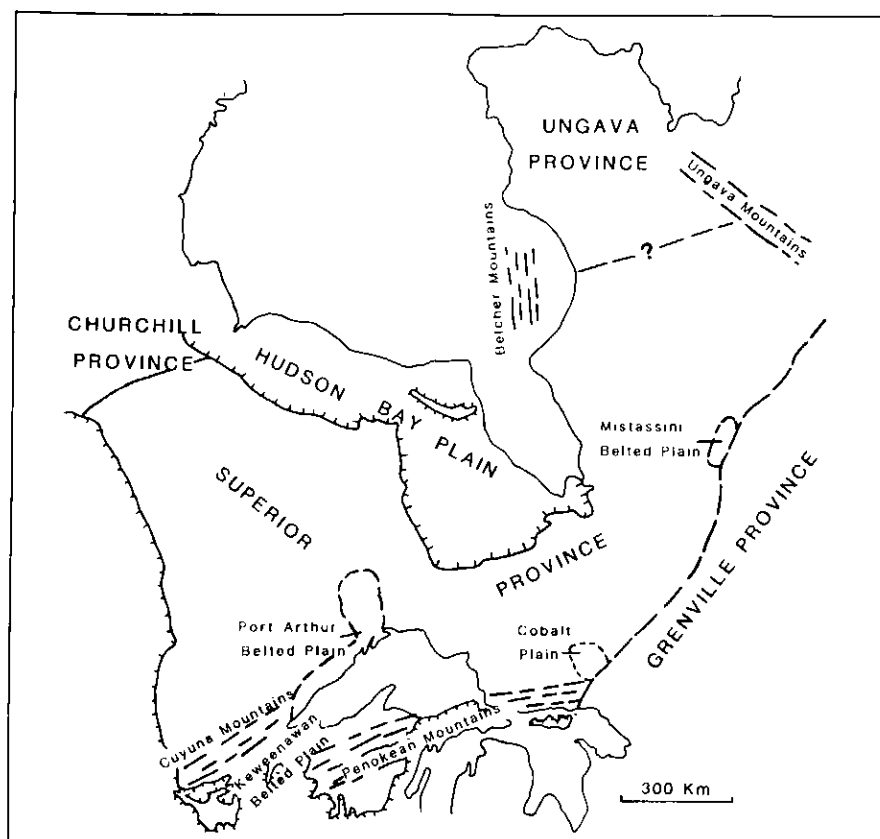 UNGAVA
PROVINCE
Ungava Mountains
Belcher Mountains
?
CHURCHILL
PROVINCE
HUDSON
BAY
PLAIN
Mistassini
Belted Plain
SUPERIOR
PROVINCE
GRENVILLE PROVINCE
Port Arthur
Belted Plain
Cobalt
Plain
Cuyuna Mountains
Keweenawan
Belted Plain
Penokean Mountains
300 Km